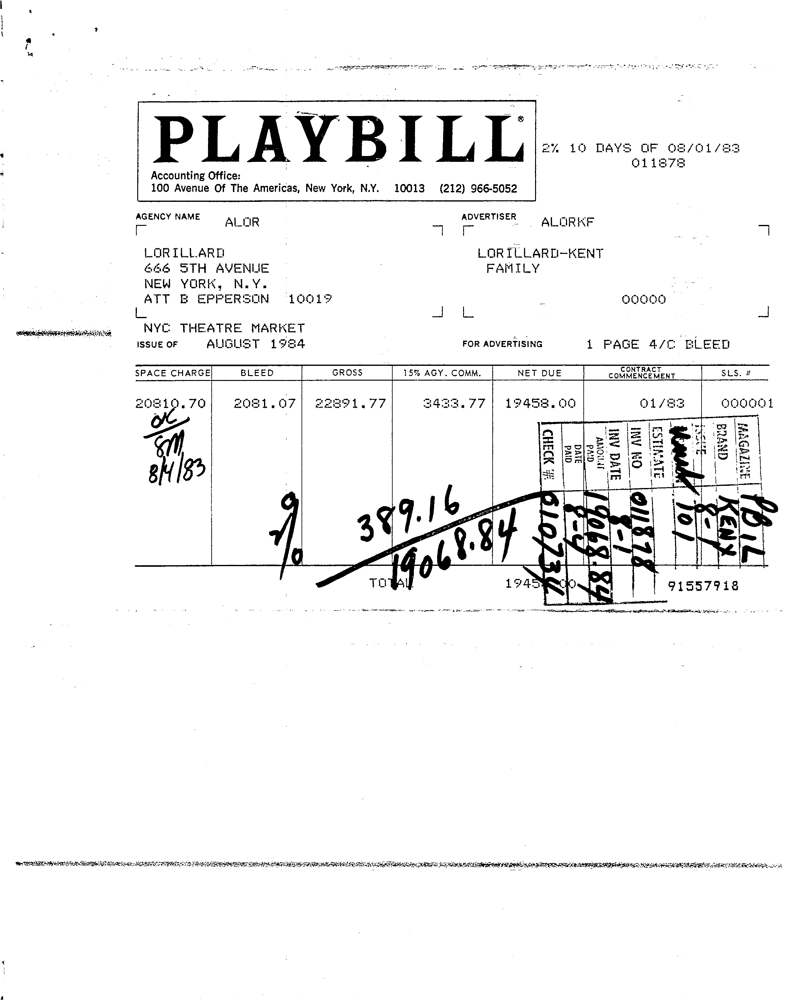 PLAYBILL®
Accounting Office:
100 Avenue Of The Americas, New York, N.Y. 10013 (212) 966-5052
2% 10 DAYS OF 08/01/83
011878
AGENCY NAME ALOR
ADVERTISER ALORKF
LORILLARD
666 5TH AVENUE
NEW YORK, N.Y.
ATT B EPPERSON 10019
LORILLARD-KENT
FAMILY
00000
NYC THEATRE MARKET
ISSUE OF AUGUST 1984
FOR ADVERTISING 1 PAGE 4/C BLEED
SPACE CHARGE BLEED GROSS 15% AGY. COMM. NET DUE CONTRACT COMMENCEMENT SLS. #
20810.70 2081.07 22891.77 3433.77 19458.00 01/83 000001
OK
SM
8/4/83
2%
389.16
19068.84
MAGAZINE PBIL
BRAND KENT
ISSUE 8-1
ESTIMATE 101
INV NO 011878
INV DATE 8-1
AMOUNT PAID 19068.84
DATE PAID 8-4
CHECK # 610734
TOTAL 19458.00
91557918